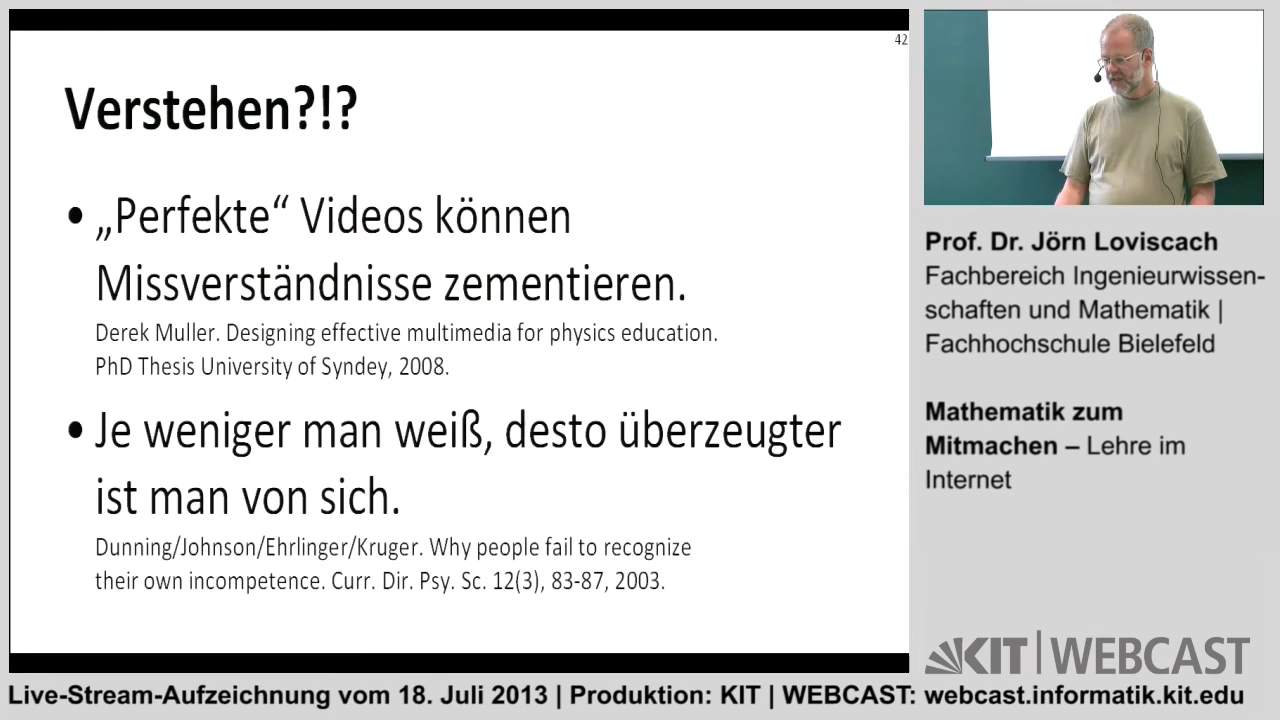 42
Verstehen?!?
• „Perfekte“ Videos können
Missverständnisse zementieren.
Derek Muller. Designing effective multimedia for physics education.
PhD Thesis University of Syndey, 2008.
• Je weniger man weiß, desto überzeugter
ist man von sich.
Dunning/Johnson/Ehrlinger/Kruger. Why people fail to recognize
their own incompetence. Curr. Dir. Psy. Sc. 12(3), 83-87, 2003.
Prof. Dr. Jörn Loviscach
Fachbereich Ingenieurwissen-
schaften und Mathematik |
Fachhochschule Bielefeld
Mathematik zum
Mitmachen – Lehre im
Internet
KIT | WEBCAST
Live-Stream-Aufzeichnung vom 18. Juli 2013 | Produktion: KIT | WEBCAST: webcast.informatik.kit.edu